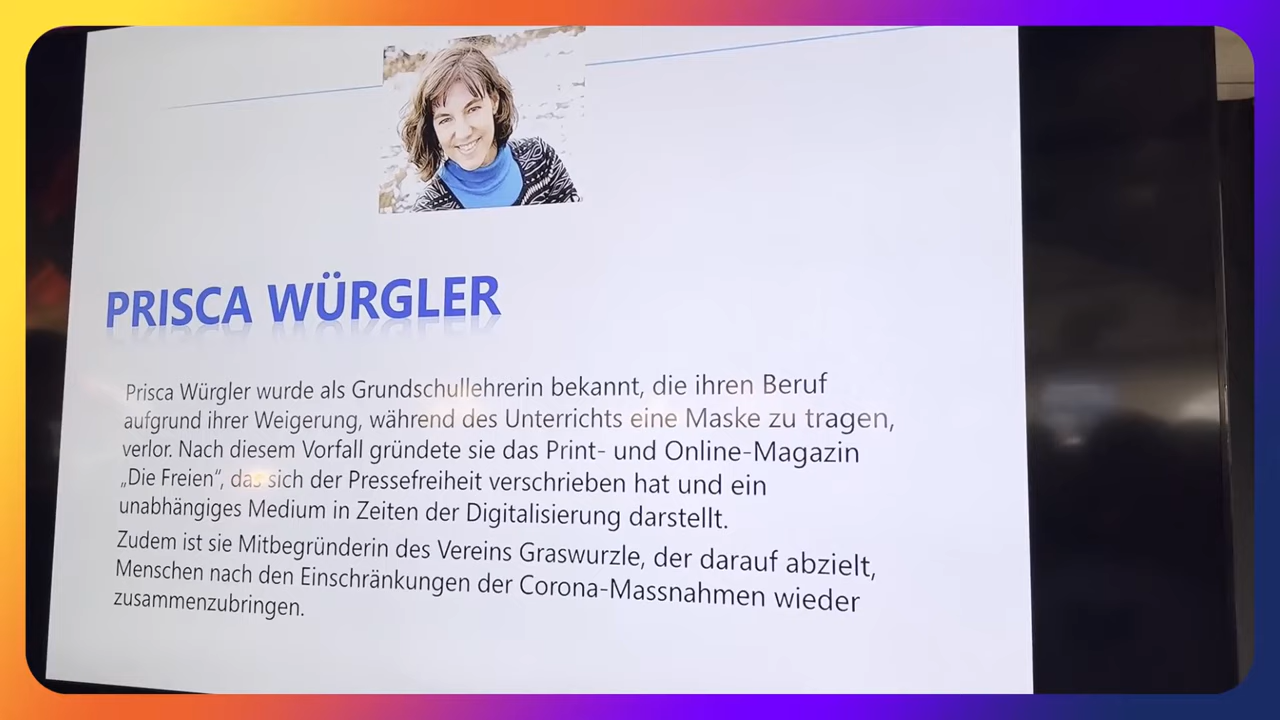 PRISCA WÜRGLER
Prisca Würgler wurde als Grundschullehrerin bekannt, die ihren Beruf
aufgrund ihrer Weigerung, während des Unterrichts eine Maske zu tragen,
verlor. Nach diesem Vorfall gründete sie das Print- und Online-Magazin
„Die Freien“, das sich der Pressefreiheit verschrieben hat und ein
unabhängiges Medium in Zeiten der Digitalisierung darstellt.
Zudem ist sie Mitbegründerin des Vereins Graswurzle, der darauf abzielt,
Menschen nach den Einschränkungen der Corona-Massnahmen wieder
zusammenzubringen.